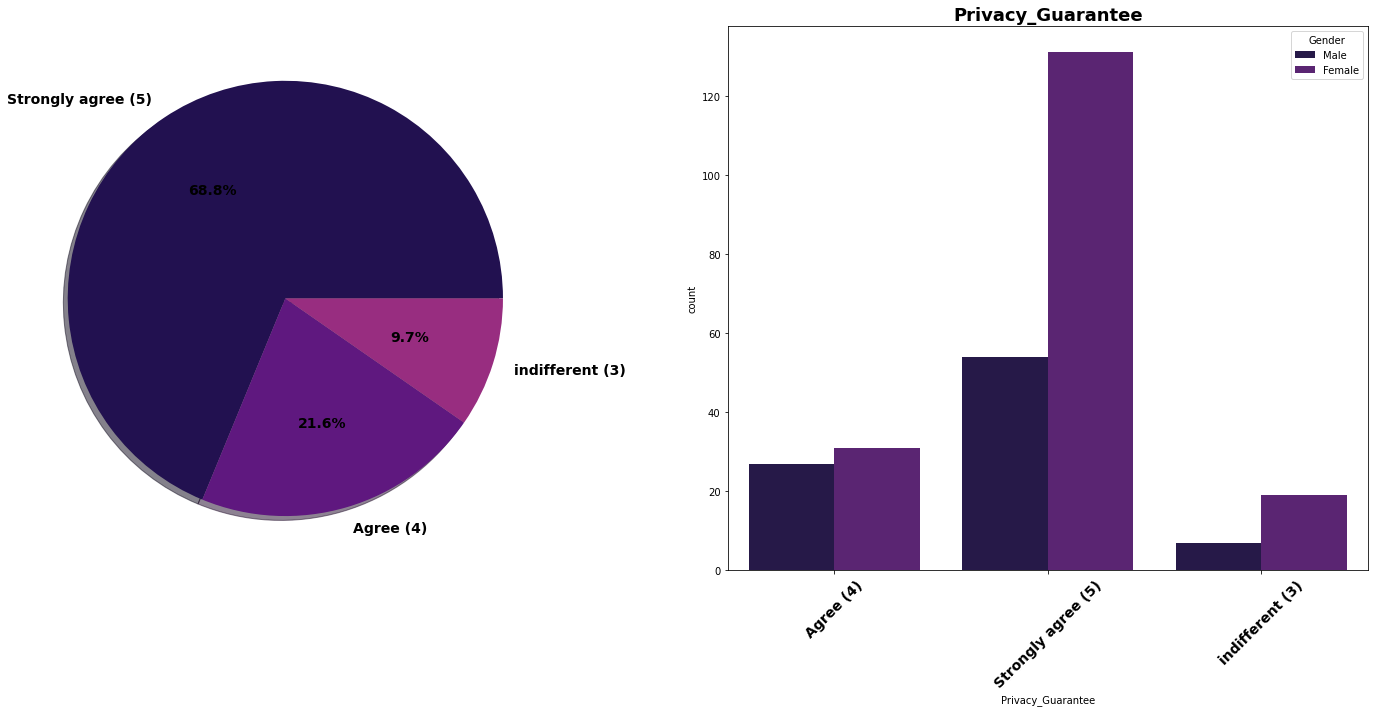 Strongly agree (5)
68.8%
9.7%
indifferent (3)
21.6%
Agree (4)
Privacy_Guarantee
Gender
Male
Female
count
120
100
80
60
40
20
0
Agree (4)
Strongly agree (5)
indifferent (3)
Privacy_Guarantee